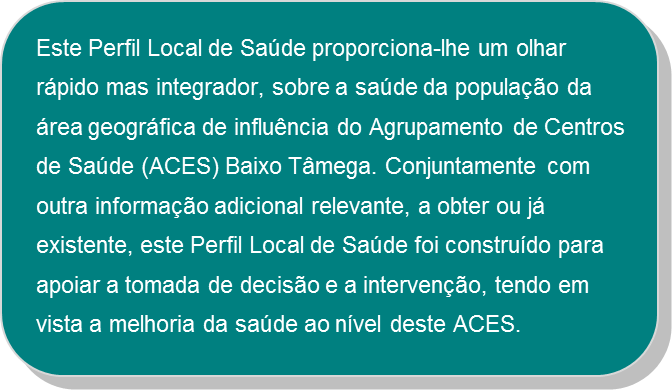 Este Perfil Local de Saúde proporciona-lhe um olhar
rápido mas integrador, sobre a saúde da população da
área geográfica de influência do Agrupamento de Centros
de Saúde (ACES) Baixo Tâmega. Conjuntamente com
outra informação adicional relevante, a obter ou já
existente, este Perfil Local de Saúde foi construído para
apoiar a tomada de decisão e a intervenção, tendo em
vista a melhoria da saúde ao nível deste ACES.